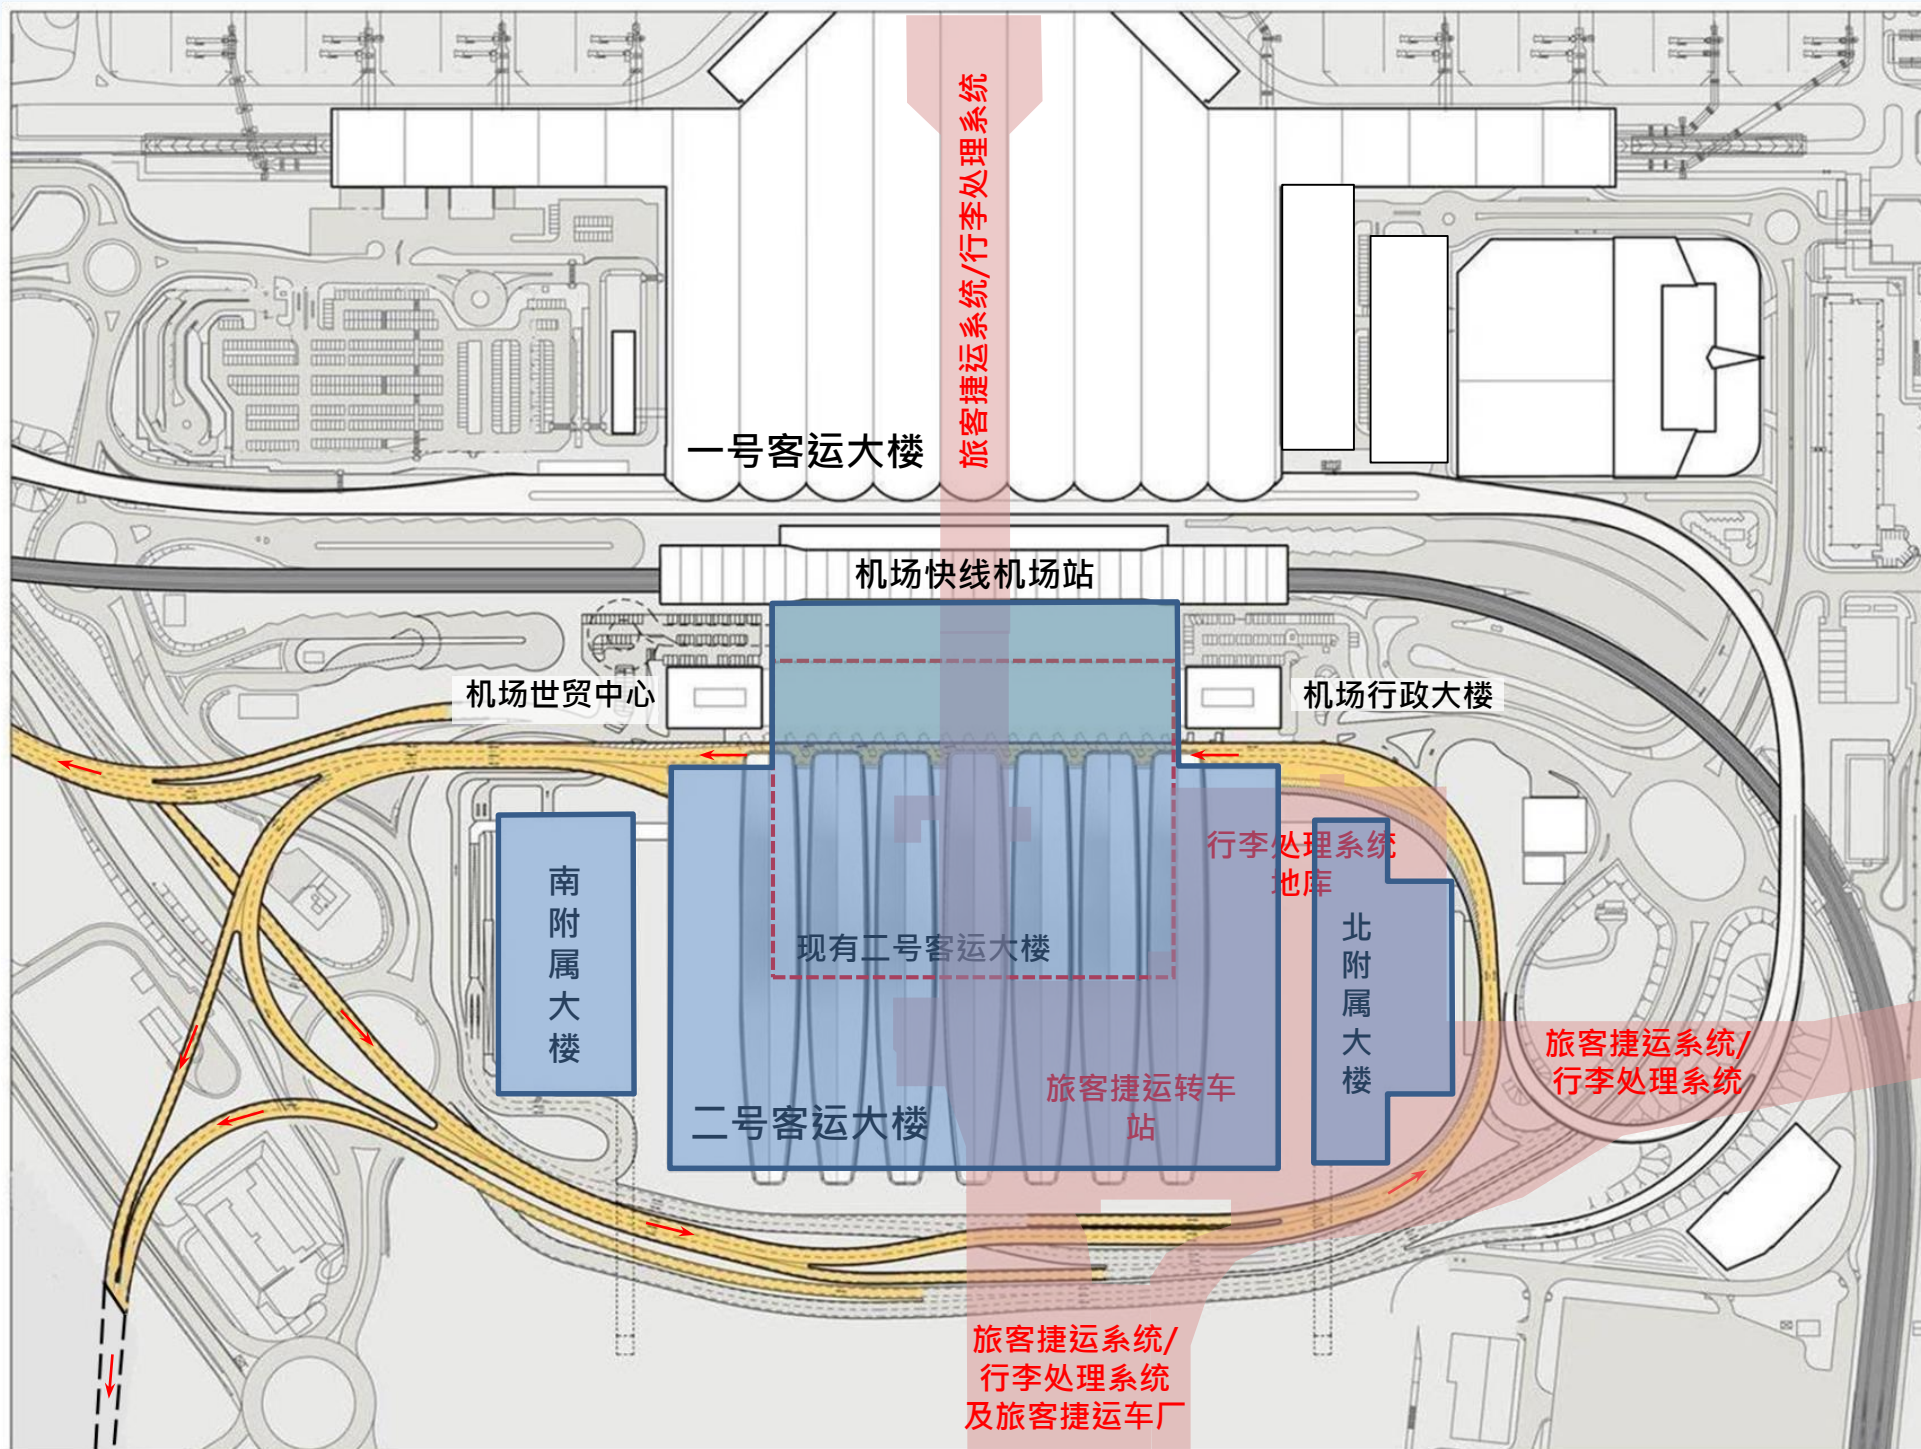 旅客捷运系统/行李处理系统
一号客运大楼
机场快线机场站
机场世贸中心
机场行政大楼
行李处理系统
地库
南附属大楼
北附属大楼
现有二号客运大楼
旅客捷运系统/
行李处理系统
旅客捷运转车
站
二号客运大楼
旅客捷运系统/
行李处理系统
及旅客捷运车厂